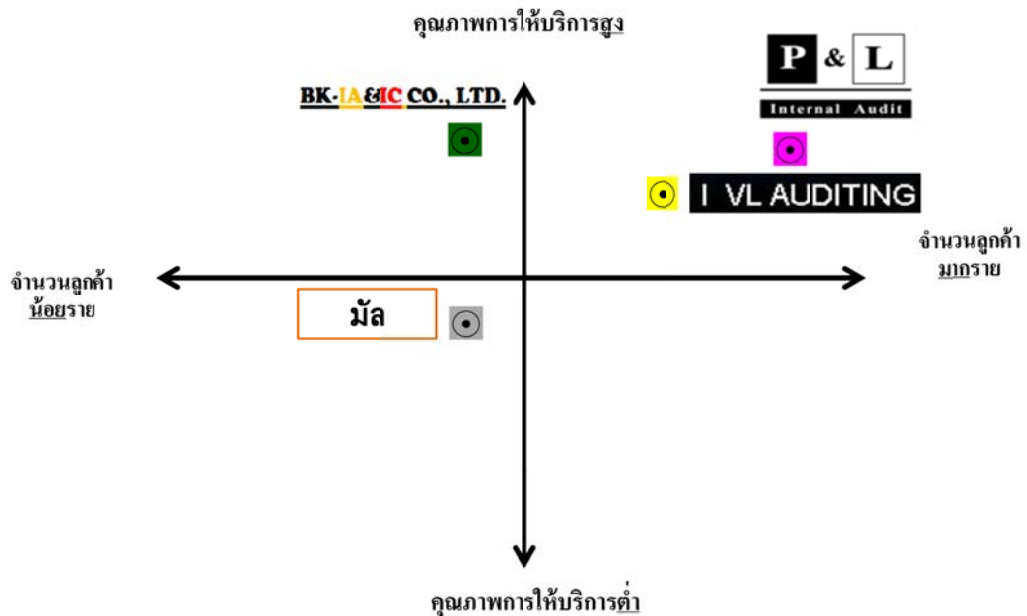 คุณภาพการให้บริการสูง
P & L
Internal Audit
BK-IA&IC CO., LTD.
I VL AUDITING
จำนวนลูกค้า
มากราย
จำนวนลูกค้า
น้อยราย
มัล
คุณภาพการให้บริการต่ำ